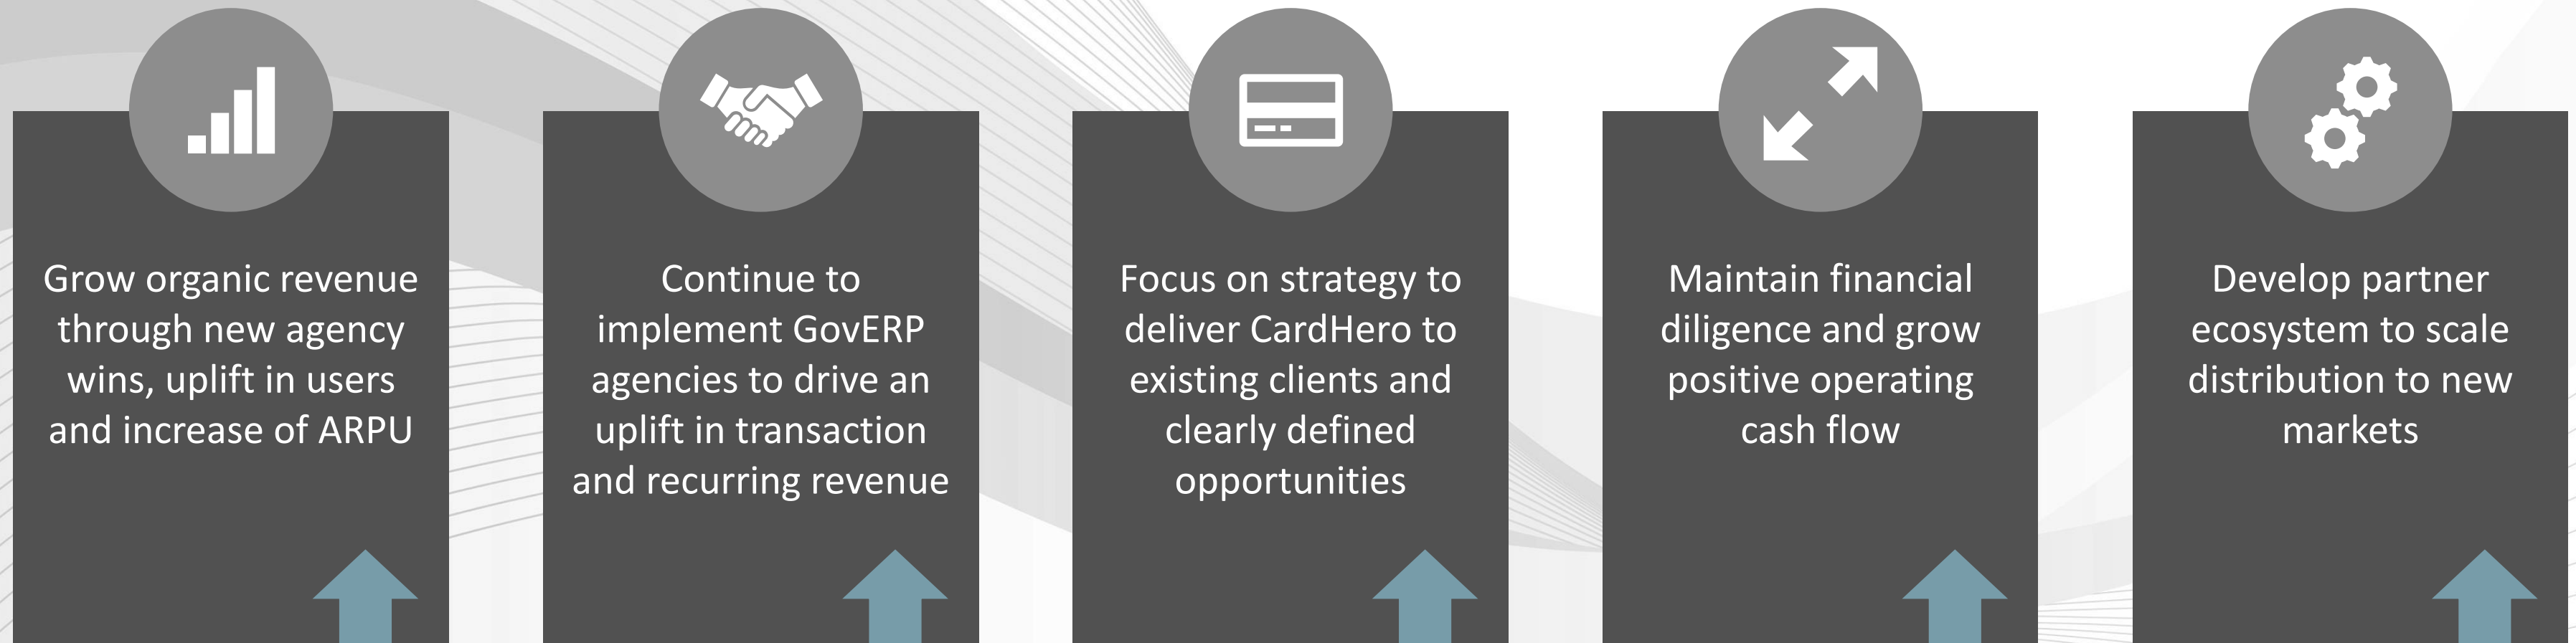 Grow organic revenue
through new agency
wins, uplift in users
and increase of ARPU
Continue to
implement GovERP
agencies to drive an
uplift in transaction
and recurring revenue
Focus on strategy to
deliver CardHero to
existing clients and
clearly defined
opportunities
Maintain financial
diligence and grow
positive operating
cash flow
Develop partner
ecosystem to scale
distribution to new
markets